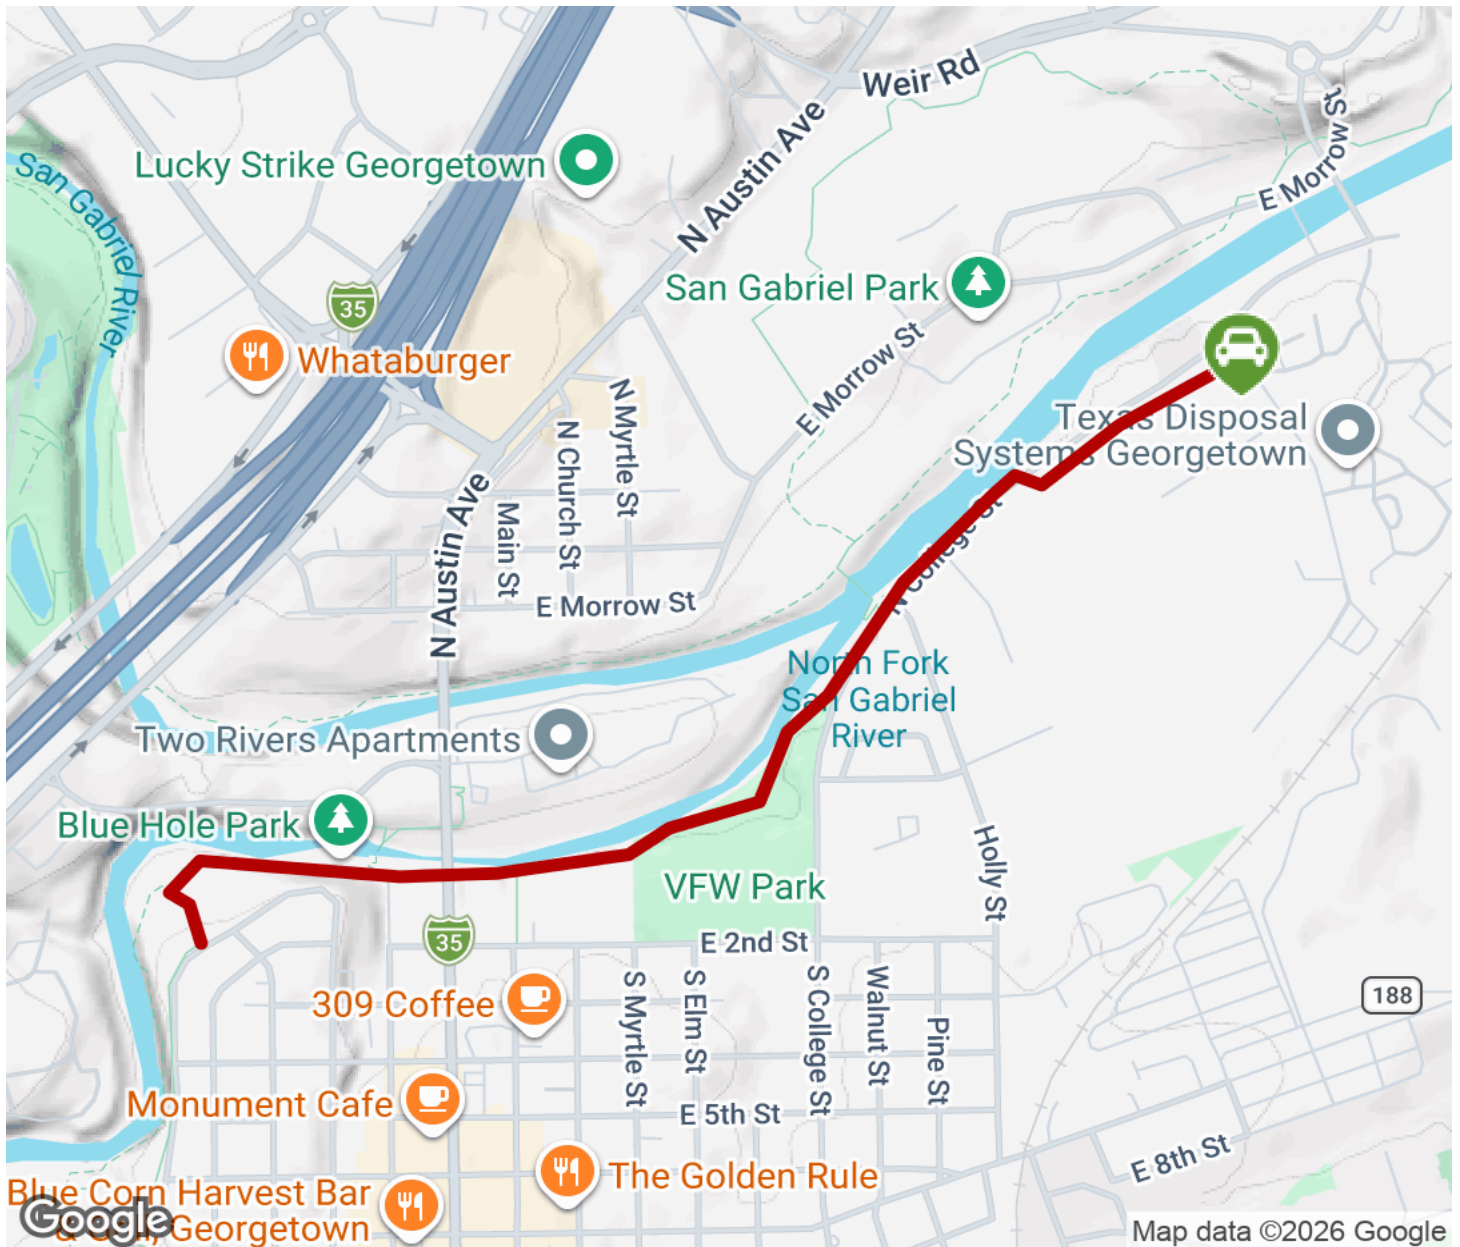 Weir Rd
N Austin Ave
E Morrow St
Lucky Strike Georgetown
San Gabriel River
San Gabriel Park
35
Whataburger
E Morrow St
Texas Disposal
Systems Georgetown
N Myrtle St
N Church St
Main St
N Austin Ave
N College St
E Morrow St
North Fork
San Gabriel
River
Two Rivers Apartments
Blue Hole Park
Holly St
VFW Park
35
E 2nd St
309 Coffee
S Myrtle St
S Elm St
S College St
Walnut St
Pine St
188
Monument Cafe
E 5th St
E 8th St
The Golden Rule
Blue Corn Harvest Bar
Georgetown
Google
Map data ©2026 Google